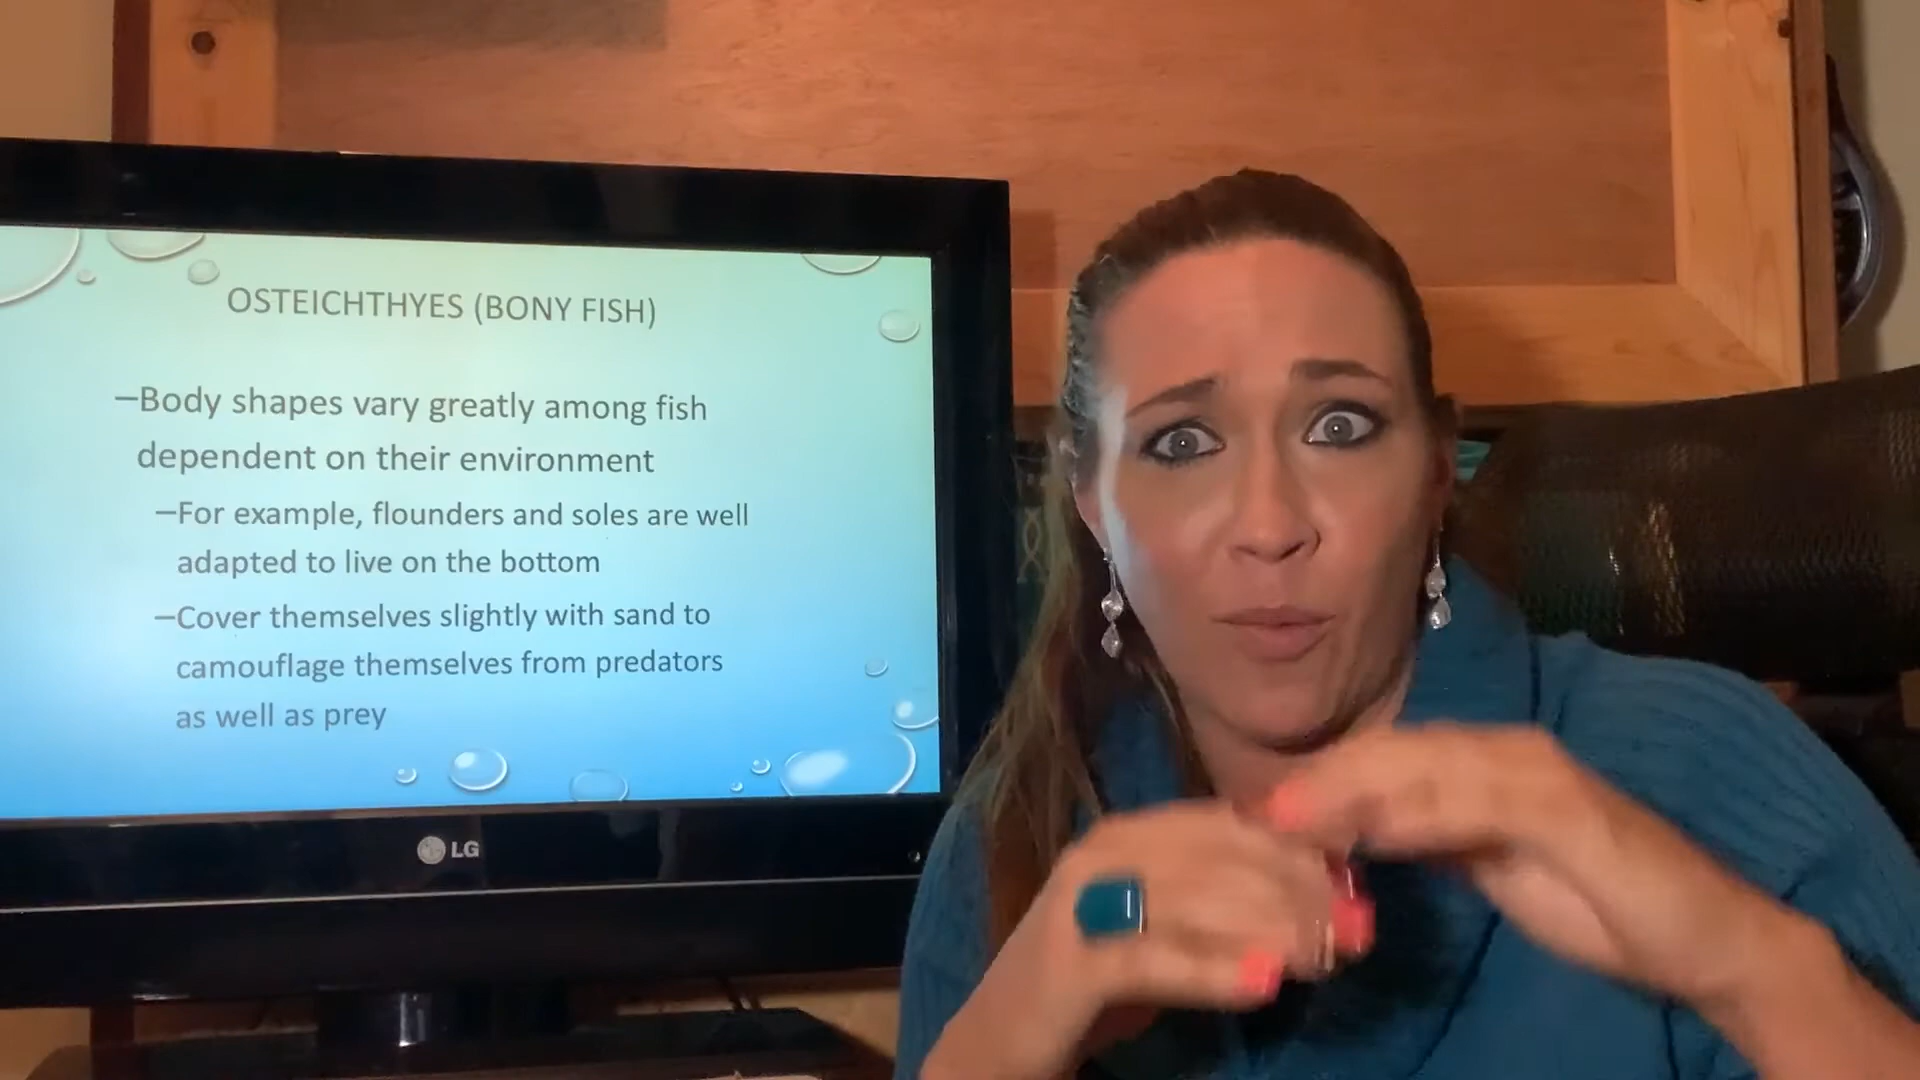 OSTEICHTHYES (BONY FISH)
–Body shapes vary greatly among fish
dependent on their environment
–For example, flounders and soles are well
adapted to live on the bottom
–Cover themselves slightly with sand to
camouflage themselves from predators
as well as prey
LG